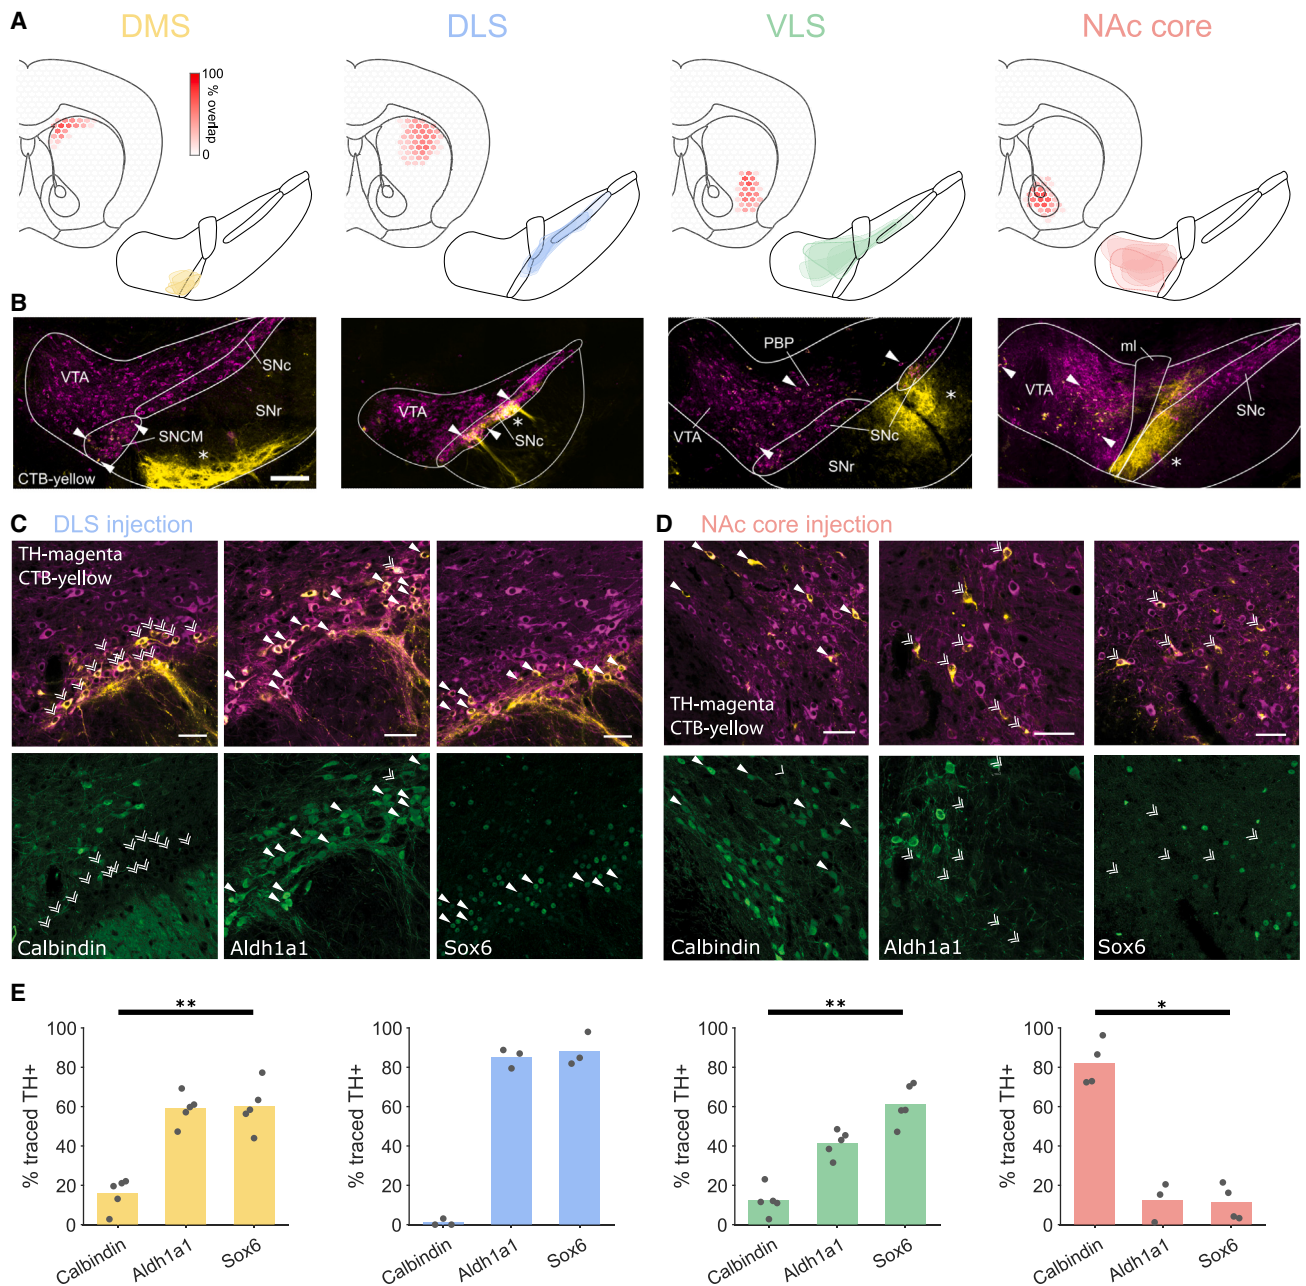 A
DMS
DLS
VLS
NAc core
100
% overlap
0
B
VTA
SNc
SNr
SNCM
*
CTB-yellow
VTA
*
SNc
PBP
*
VTA
SNc
SNr
ml
VTA
SNc
*
C
DLS injection
D
NAc core injection
TH-magenta
CTB-yellow
TH-magenta
CTB-yellow
Calbindin
Aldh1a1
Sox6
Calbindin
Aldh1a1
Sox6
E
**
% traced TH+
100
80
60
40
20
0
Calbindin
Aldh1a1
Sox6
% traced TH+
100
80
60
40
20
0
Calbindin
Aldh1a1
Sox6
**
% traced TH+
100
80
60
40
20
0
Calbindin
Aldh1a1
Sox6
*
% traced TH+
100
80
60
40
20
0
Calbindin
Aldh1a1
Sox6